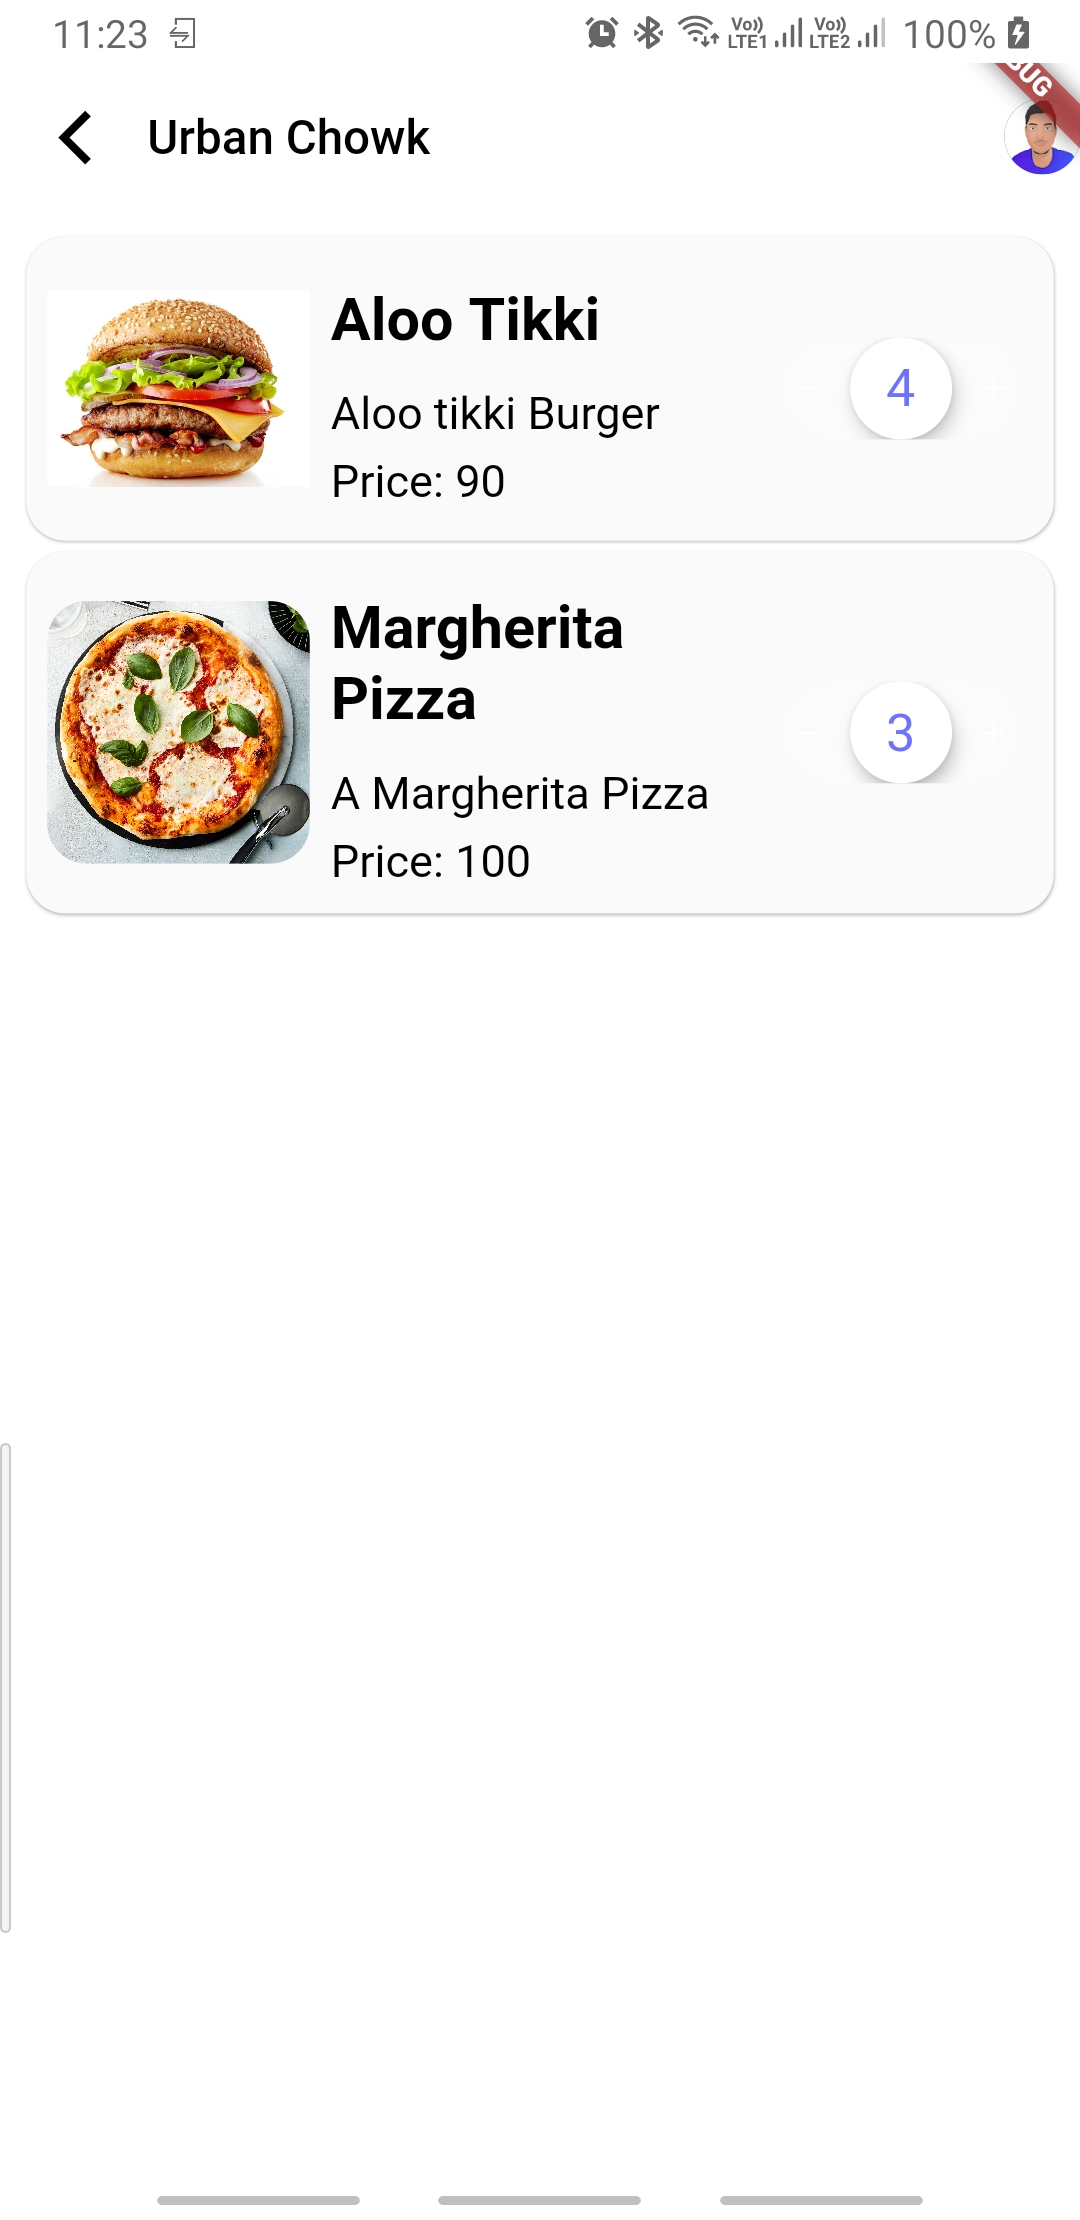 11:23 Vo)) LTE1 Vo)) LTE2 100%
Urban Chowk
Aloo Tikki
Aloo tikki Burger
Price: 90
− 4 +
Margherita
Pizza
A Margherita Pizza
Price: 100
− 3 +